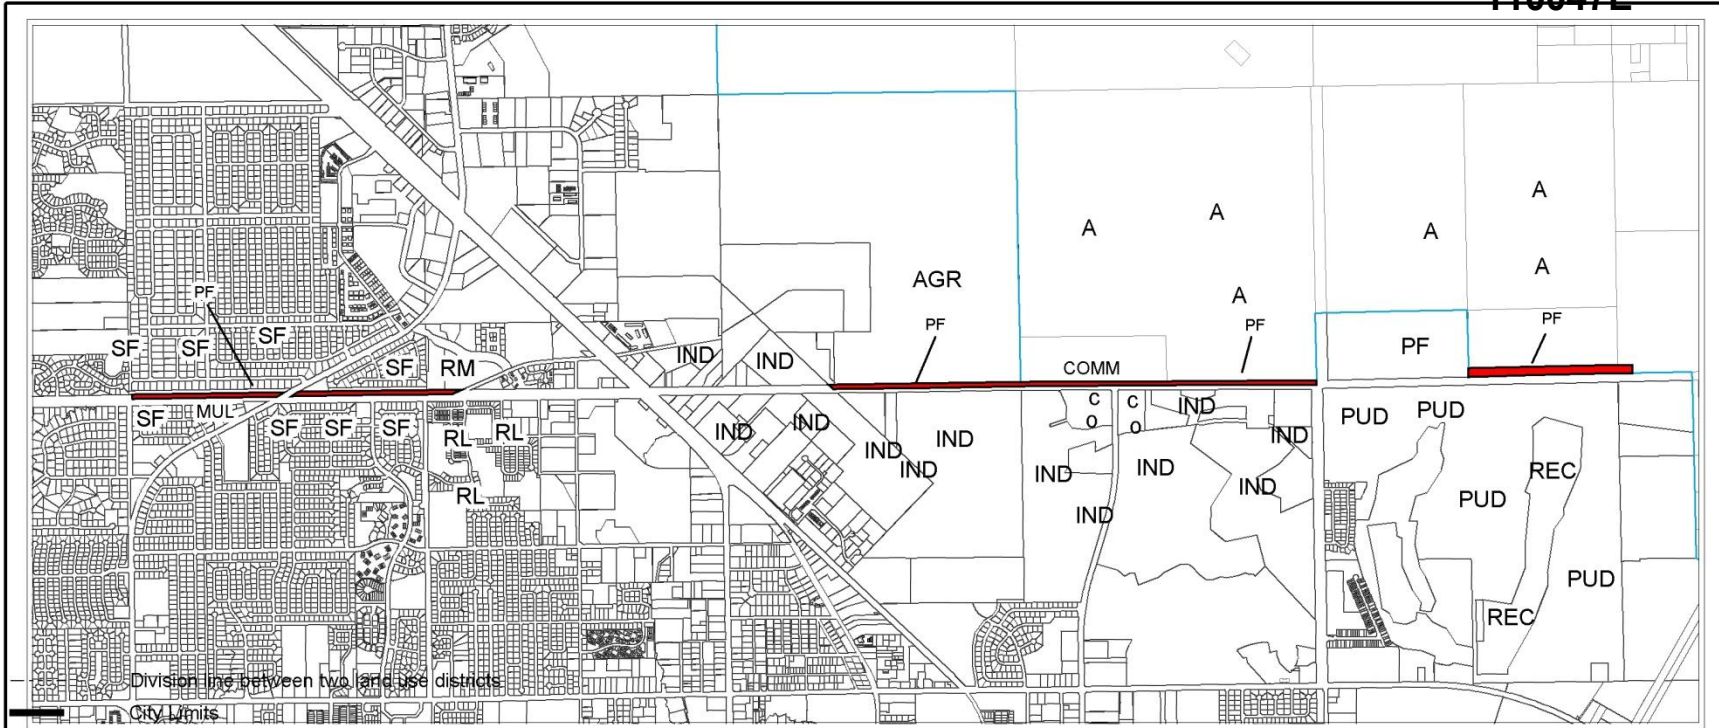 A
A
A
A
A
AGR
A
PF
PF
PF
PF
SF
SF
SF
SF
RM
IND
IND
COMM
PF
SF
MUL
SF
SF
SF
RL
RL
IND
IND
IND
IND
IND
C
O
C
O
IND
IND
PUD
PUD
RL
IND
IND
IND
REC
PUD
IND
PUD
REC
Division line between two land use districts
City Limits